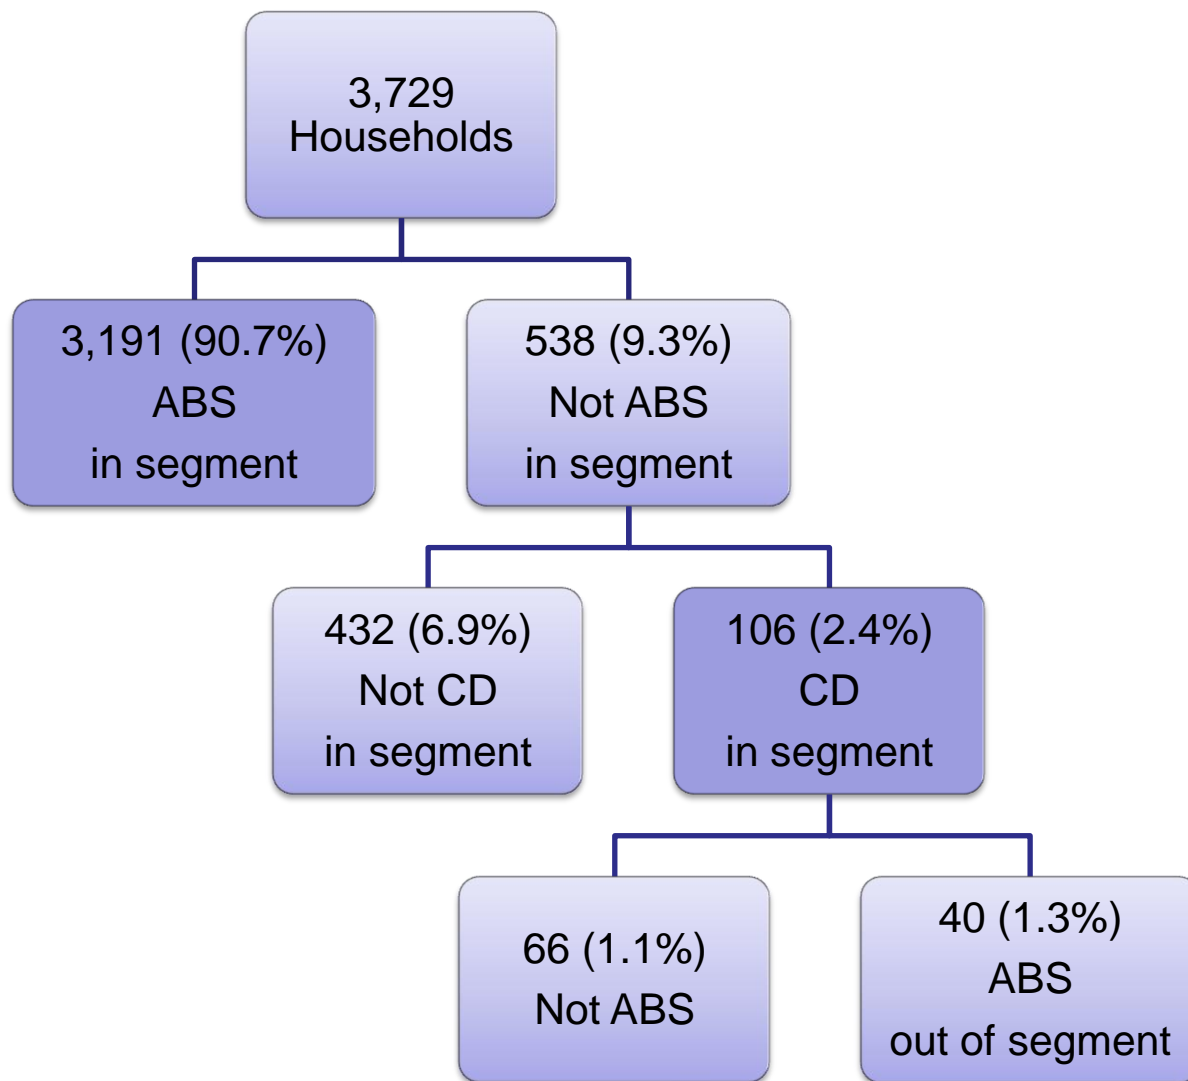 3,729
Households
3,191 (90.7%)
ABS
in segment
538 (9.3%)
Not ABS
in segment
432 (6.9%)
Not CD
in segment
106 (2.4%)
CD
in segment
66 (1.1%)
Not ABS
40 (1.3%)
ABS
out of segment